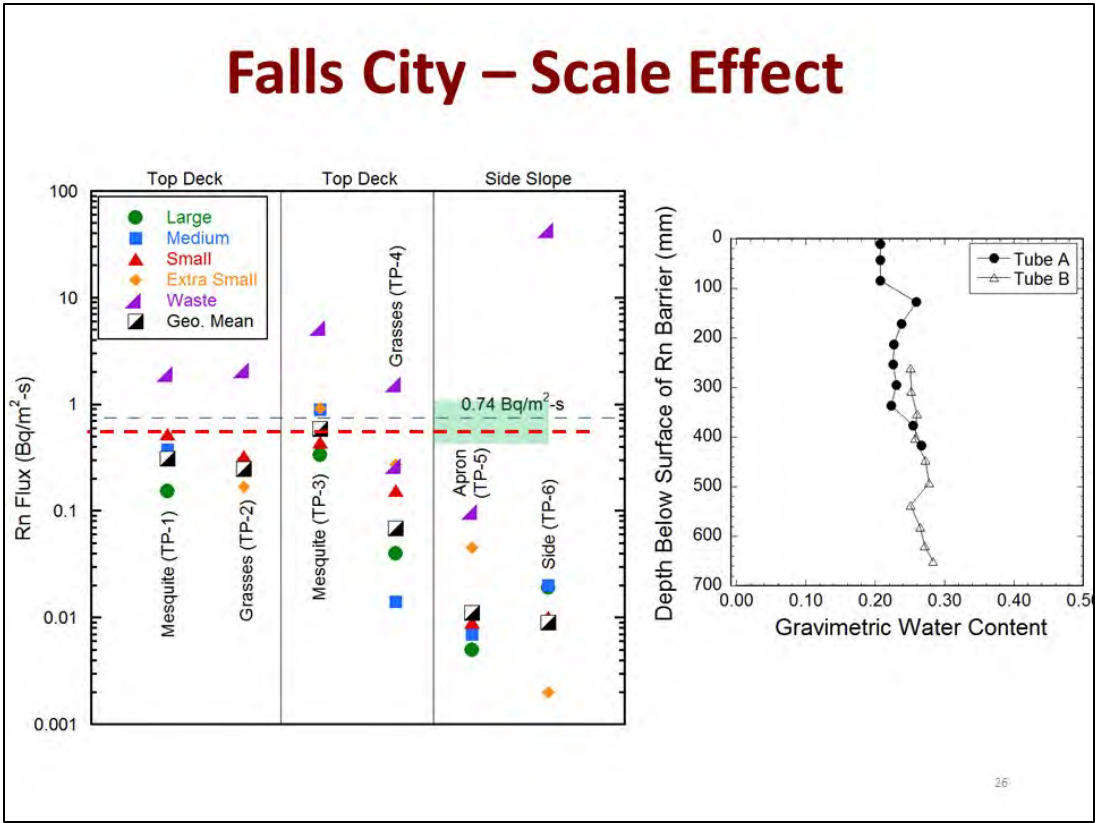 Falls City – Scale Effect
Top Deck
Top Deck
Side Slope
Large
Medium
Small
Extra Small
Waste
Geo. Mean
Rn Flux (Bq/m²-s)
100
10
1
0.1
0.01
0.001
Mesquite (TP-1)
Grasses (TP-2)
Mesquite (TP-3)
Grasses (TP-4)
0.74 Bq/m²-s
Apron
(TP-5)
Side (TP-6)
Depth Below Surface of Rn Barrier (mm)
0
100
200
300
400
500
600
700
Tube A
Tube B
0.00 0.10 0.20 0.30 0.40 0.50
Gravimetric Water Content
26